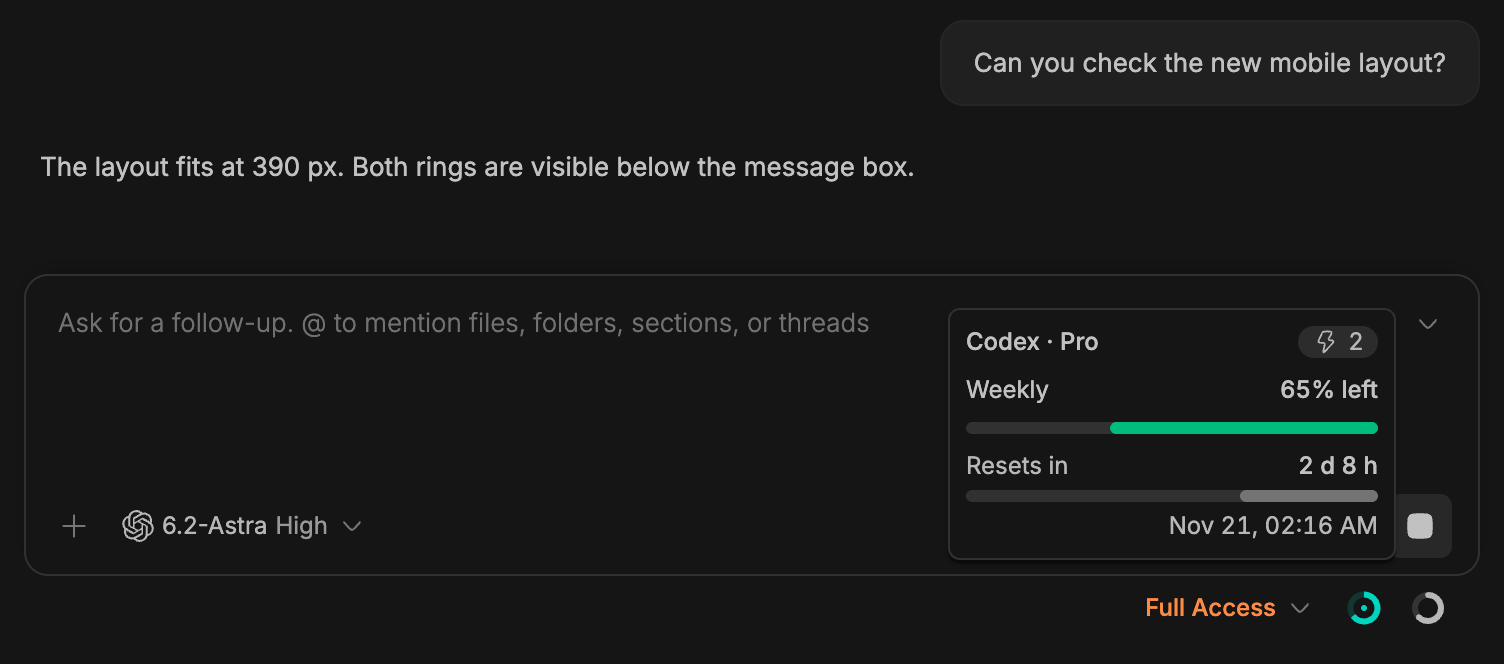 Can you check the new mobile layout?
The layout fits at 390 px. Both rings are visible below the message box.
Ask for a follow-up. @ to mention files, folders, sections, or threads
Codex · Pro 2
Weekly 65% left
Resets in 2 d 8 h
Nov 21, 02:16 AM
6.2-Astra High
Full Access